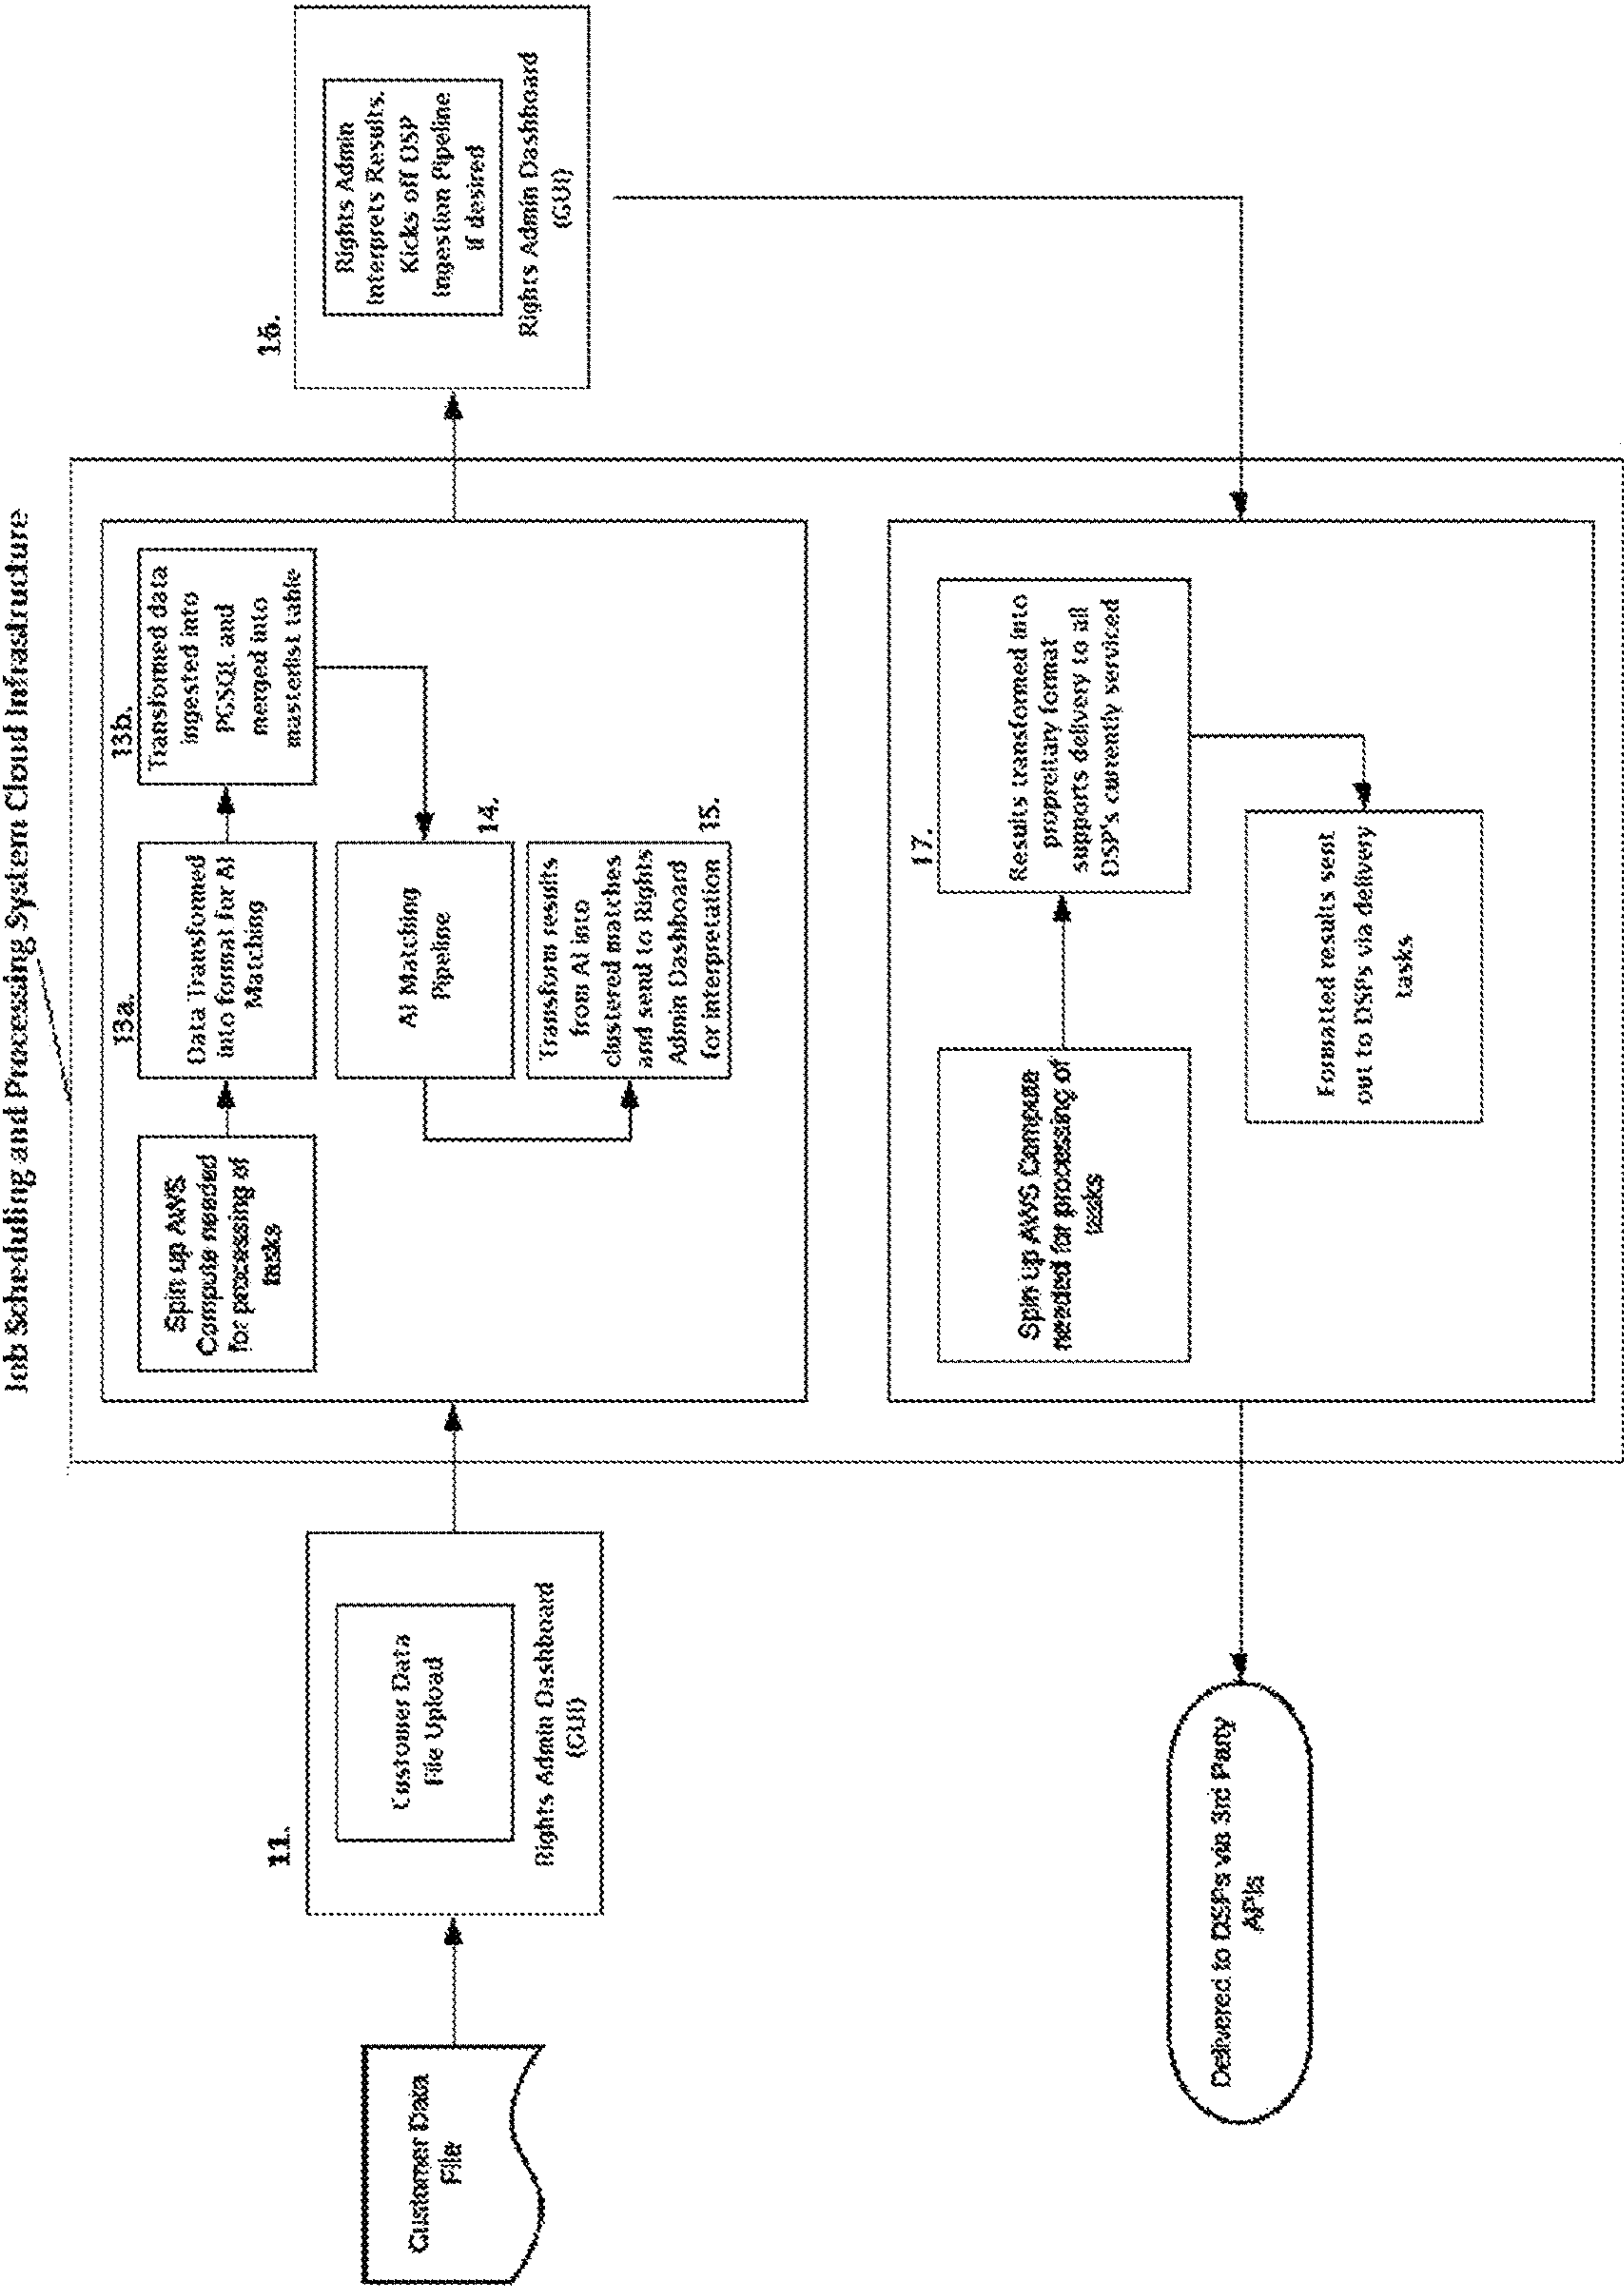 Job Scheduling and Processing System Cloud Infrastructure
Customer Data
File
11.
Customer Data
File Upload
Rights Admin Dashboard
(GUI)
Spin up AWS
Compute needed
for processing of
tasks
13a.
Data Transformed
into format for AI
Matching
13b.
Transformed data
ingested into
PGSQL and
merged into
masterlist table
AI Matching
Pipeline
14.
Transform results
from AI into
clustered matches
and send to Rights
Admin Dashboard
for interpretation
15.
16.
Rights Admin
Interprets Results.
Kicks off DSP
Ingestion Pipeline
if desired
Rights Admin Dashboard
(GUI)
Spin up AWS Compute
needed for processing of
tasks
17.
Results transformed into
propreitary format
supports delivery to all
DSP's currently serviced
Formatted results sent
out to DSPs via delivery
tasks
Delivered to DSPs via 3rd Party
APIs